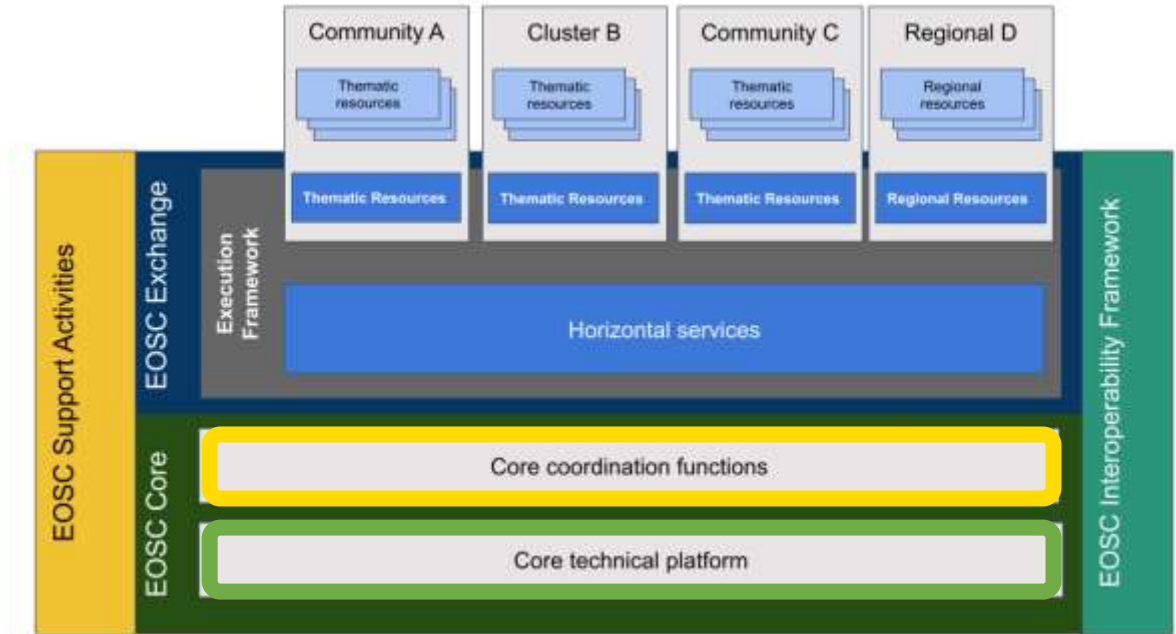 Community A
Cluster B
Community C
Regional D
Thematic
resources
Thematic
resources
Thematic
resources
Regional
resources
Thematic Resources
Thematic Resources
Thematic Resources
Regional Resources
EOSC Support Activities
EOSC Exchange
Execution
Framework
Horizontal services
EOSC Core
Core coordination functions
Core technical platform
EOSC Interoperability Framework